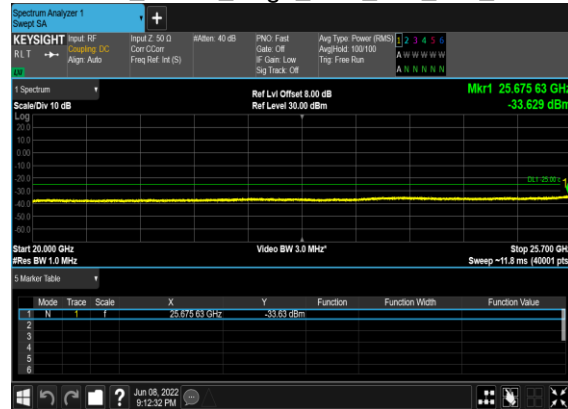 Spectrum Analyzer 1
Swept SA
+
KEYSIGHT Input: RF Input Z: 50 Ω #Atten: 40 dB PNO: Fast Avg Type: Power (RMS) 1 2 3 4 5 6
RLT Coupling: DC Corr CCorr Gate: Off Avg|Hold: 100/100 A W W W W W
Align: Auto Freq Ref: Int (S) IF Gain: Low Trig: Free Run
LW Sig Track: Off A N N N N N
1 Spectrum Ref Lvl Offset 8.00 dB Mkr1 25.675 63 GHz
Scale/Div 10 dB Ref Level 30.00 dBm -33.629 dBm
Log
20.0
10.0
0.00
-10.0
-20.0
DL1 -25.00
1
-30.0
-40.0
-50.0
-60.0
Start 20.000 GHz Video BW 3.0 MHz* Stop 25.700 GHz
#Res BW 1.0 MHz Sweep ~11.8 ms (40001 pts
5 Marker Table
Mode Trace Scale X Y Function Function Width Function Value
1 N 1 f 25.675 63 GHz -33.63 dBm
2
3
4
5
6
? Jun 08, 2022
9:12:32 PM